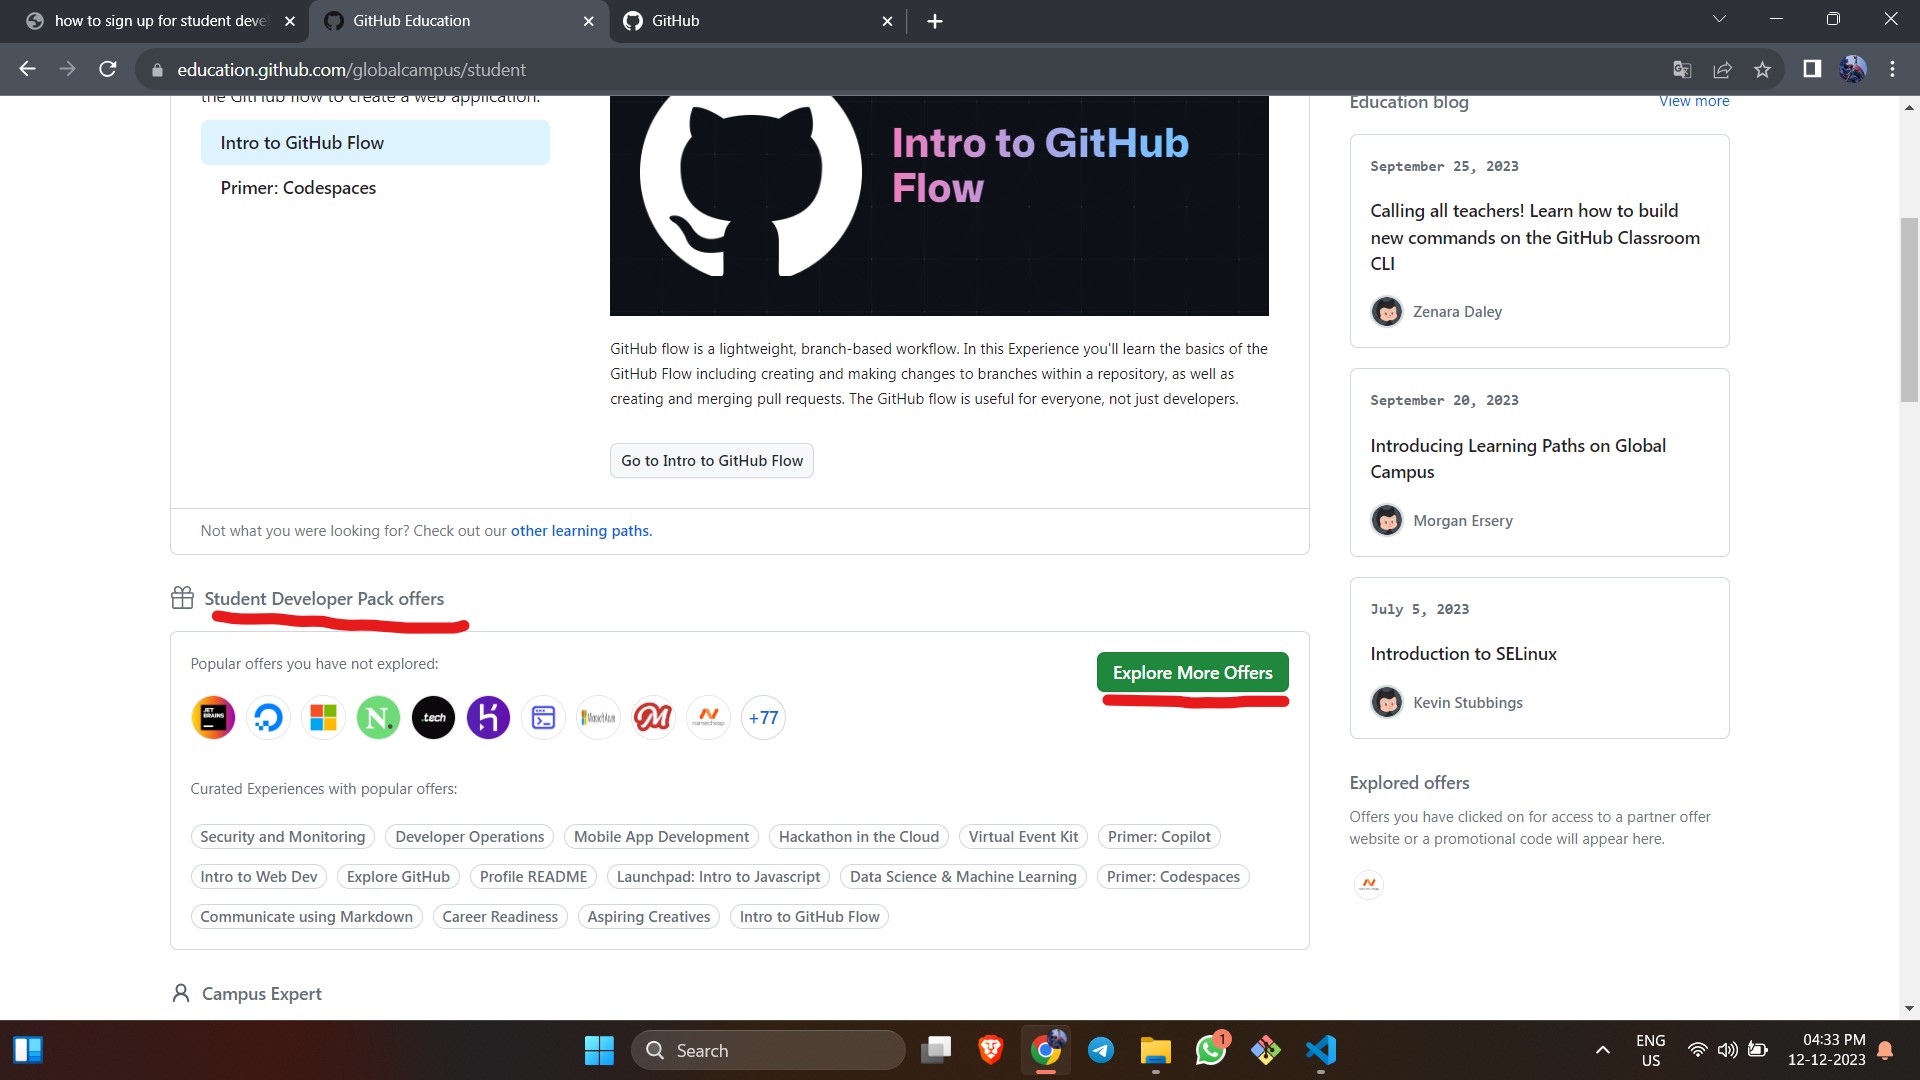 how to sign up for student deve
GitHub Education
GitHub
education.github.com/globalcampus/student
the GitHub flow to create a web application.
Intro to GitHub Flow
Primer: Codespaces
Intro to GitHub
Flow
GitHub flow is a lightweight, branch-based workflow. In this Experience you'll learn the basics of the
GitHub Flow including creating and making changes to branches within a repository, as well as
creating and merging pull requests. The GitHub flow is useful for everyone, not just developers.
Go to Intro to GitHub Flow
Not what you were looking for? Check out our other learning paths.
Student Developer Pack offers
Popular offers you have not explored:
Explore More Offers
JET
BRAINS
N.
.tech
Microsoft Azure
M
namecheap
+77
Curated Experiences with popular offers:
Security and Monitoring
Developer Operations
Mobile App Development
Hackathon in the Cloud
Virtual Event Kit
Primer: Copilot
Intro to Web Dev
Explore GitHub
Profile README
Launchpad: Intro to Javascript
Data Science & Machine Learning
Primer: Codespaces
Communicate using Markdown
Career Readiness
Aspiring Creatives
Intro to GitHub Flow
Campus Expert
Education blog
View more
September 25, 2023
Calling all teachers! Learn how to build
new commands on the GitHub Classroom
CLI
Zenara Daley
September 20, 2023
Introducing Learning Paths on Global
Campus
Morgan Ersery
July 5, 2023
Introduction to SELinux
Kevin Stubbings
Explored offers
Offers you have clicked on for access to a partner offer
website or a promotional code will appear here.
Search
1
ENG
US
04:33 PM
12-12-2023